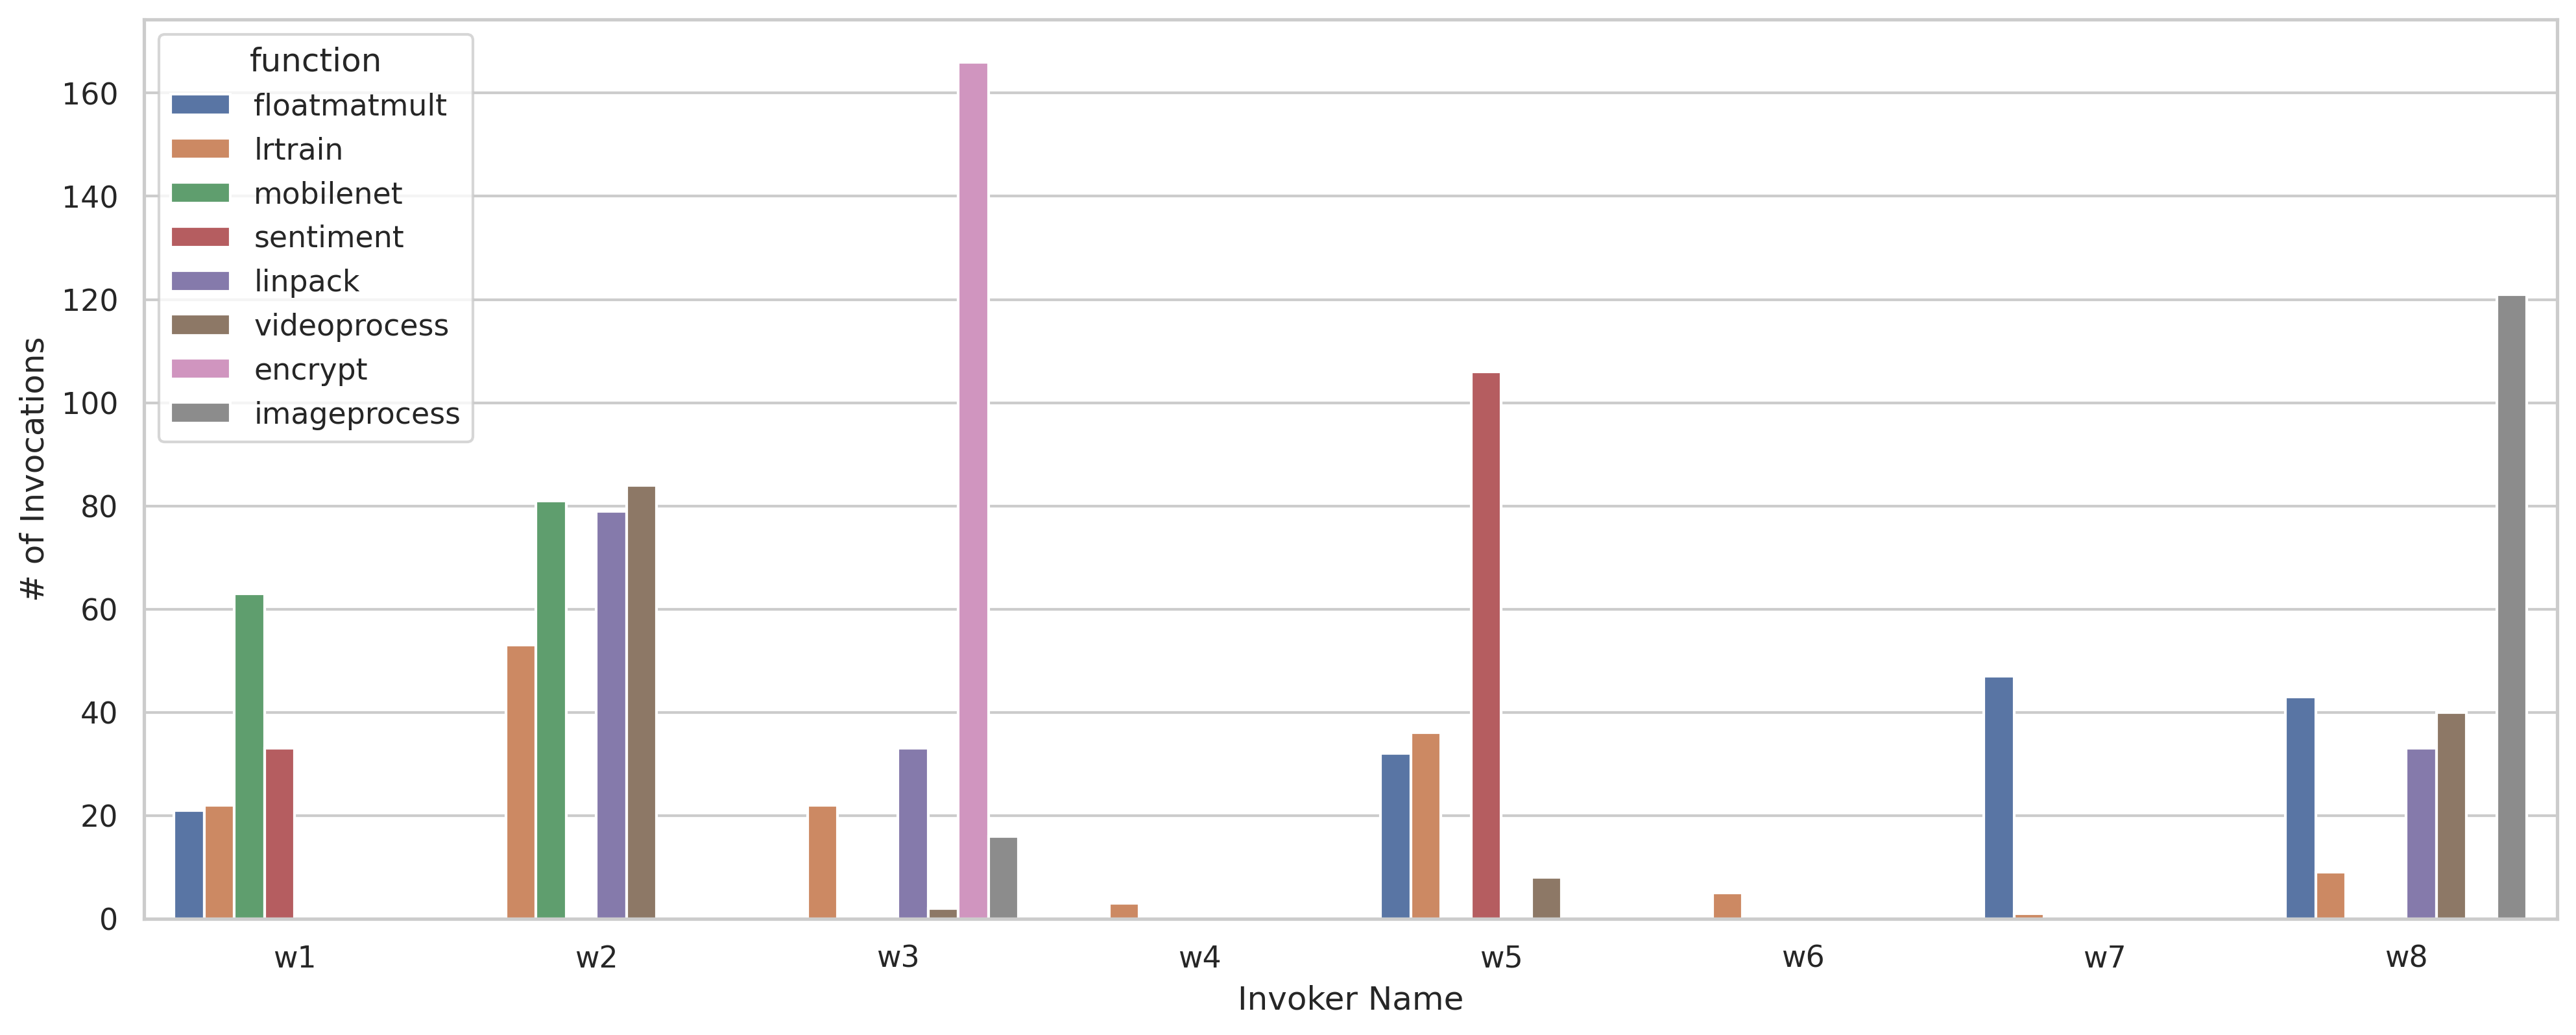 function
floatmatmult
lrtrain
mobilenet
sentiment
linpack
videoprocess
encrypt
imageprocess
# of Invocations
160
140
120
100
80
60
40
20
0
w1 w2 w3 w4 w5 w6 w7 w8
Invoker Name